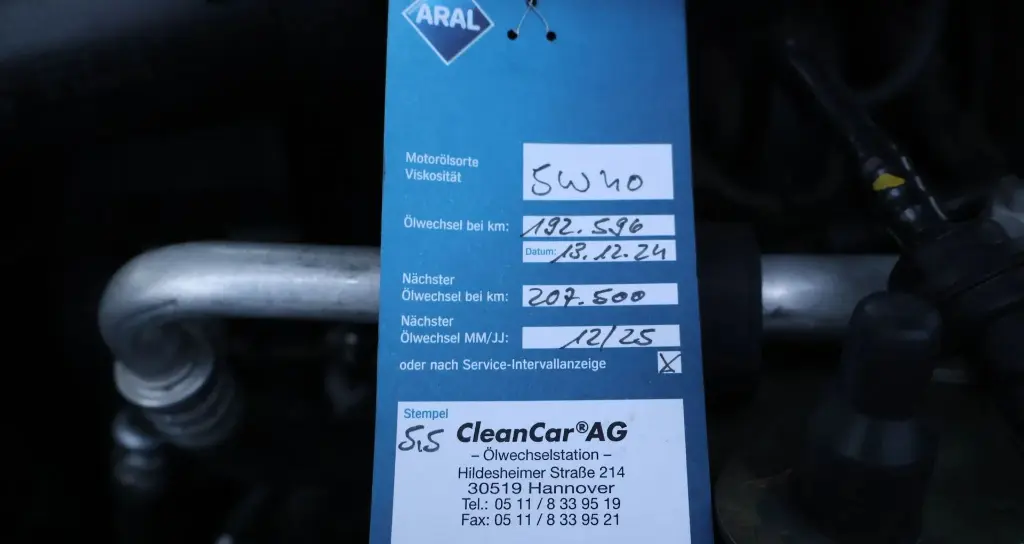 ARAL
Motorölsorte
Viskosität
5W40
Ölwechsel bei km: 192.596
Datum: 13.12.24
Nächster
Ölwechsel bei km: 207.500
Nächster
Ölwechsel MM/JJ: 12/25
oder nach Service-Intervallanzeige X
Stempel
5,5 CleanCar®AG
– Ölwechselstation –
Hildesheimer Straße 214
30519 Hannover
Tel.: 05 11 / 8 33 95 19
Fax: 05 11 / 8 33 95 21